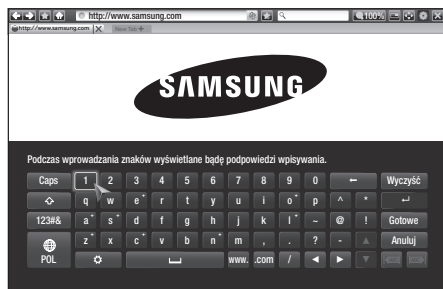 http://www.samsung.com 100%
http://www.samsung.com New Tab +
SAMSUNG
Podczas wprowadzania znaków wyświetlane będę podpowiedzi wpisywania.
Caps 1 2 3 4 5 6 7 8 9 0 ← Wyczyść
q w e r t y u i o p ^ * ↵
123#& a s d f g h j k l ~ @ ! Gotowe
z x c v b n m , . ? - ▲ Anuluj
POL www. .com / ◄ ► ▼